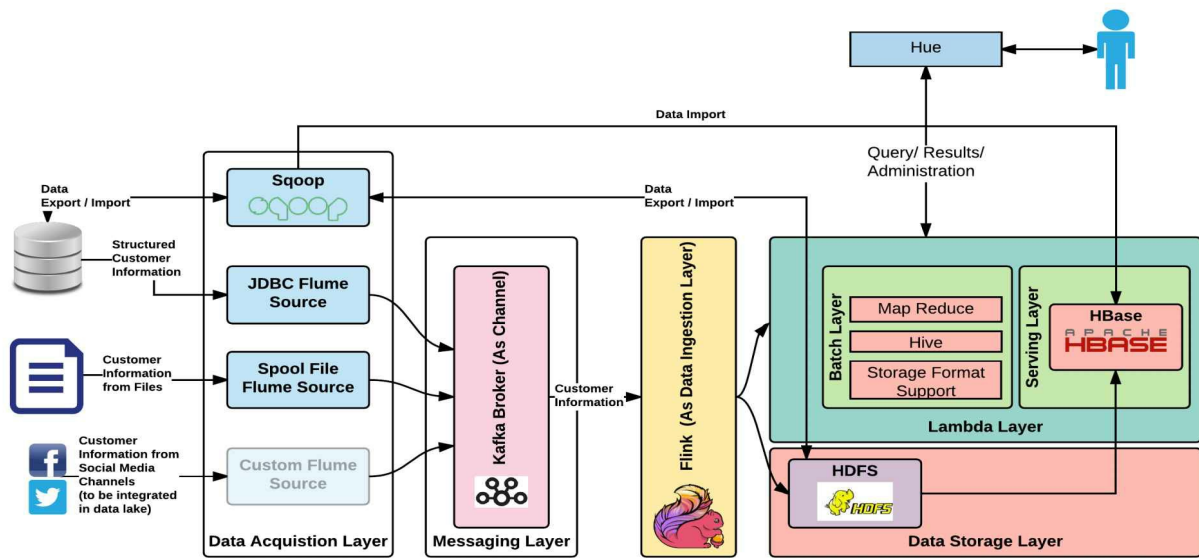 Hue
Data Import
Query/ Results/
Administration
Data
Export / Import
Sqoop
sqoop
Data
Export / Import
Structured
Customer
Information
JDBC Flume
Source
Customer
Information
from Files
Spool File
Flume Source
Customer
Information from
Social Media
Channels
(to be integrated
in data lake)
f
Custom Flume
Source
Data Acquistion Layer
Kafka Broker (As Channel)
Messaging Layer
Customer
Information
Flink (As Data Ingestion Layer)
Batch Layer
Map Reduce
Hive
Storage Format
Support
Serving Layer
HBase
APACHE
HBASE
Lambda Layer
HDFS
HDFS
Data Storage Layer